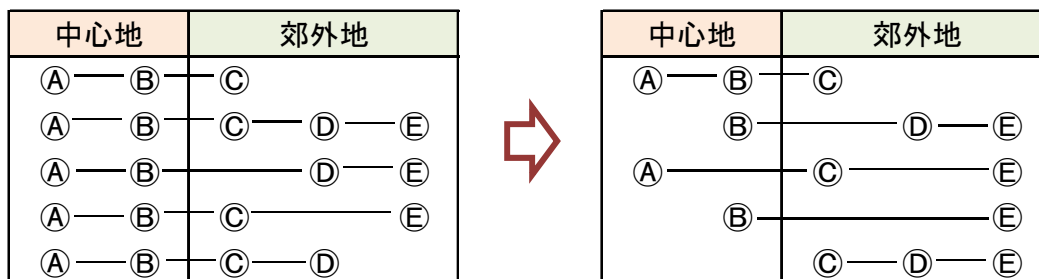 中心地 郊外地
Ⓐ Ⓑ Ⓒ
Ⓐ Ⓑ Ⓒ Ⓓ Ⓔ
Ⓐ Ⓑ Ⓓ Ⓔ
Ⓐ Ⓑ Ⓒ Ⓔ
Ⓐ Ⓑ Ⓒ Ⓓ
中心地 郊外地
Ⓐ Ⓑ Ⓒ
Ⓑ Ⓓ Ⓔ
Ⓐ Ⓒ Ⓔ
Ⓑ Ⓔ
Ⓒ Ⓓ Ⓔ